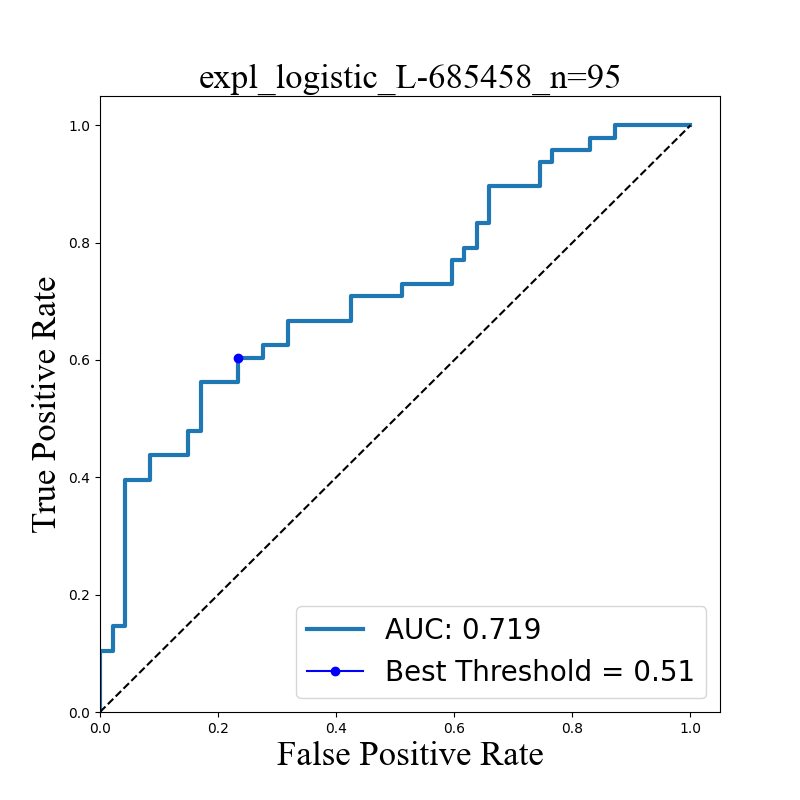 expl_logistic_L-685458_n=95
True Positive Rate
1.0
0.8
0.6
0.4
0.2
0.0
0.0 0.2 0.4 0.6 0.8 1.0
False Positive Rate
AUC: 0.719
Best Threshold = 0.51